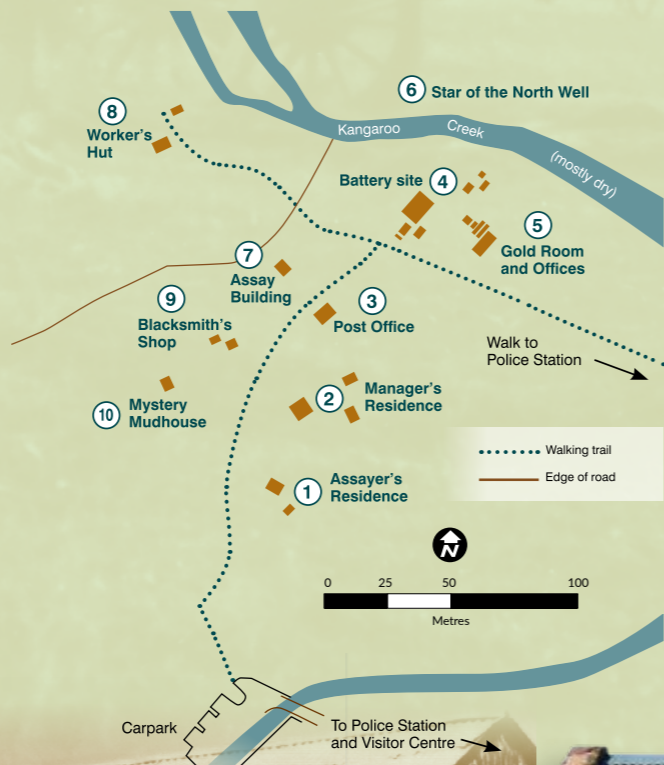 6 Star of the North Well
8
Worker's
Hut
Kangaroo Creek (mostly dry)
Battery site 4
5
Gold Room
and Offices
7
Assay
Building
3
Post Office
9
Blacksmith's
Shop
Walk to
Police Station
2 Manager's
Residence
10 Mystery
Mudhouse
Walking trail
Edge of road
1 Assayer's
Residence
N
0 25 50 100
Metres
Carpark
To Police Station
and Visitor Centre